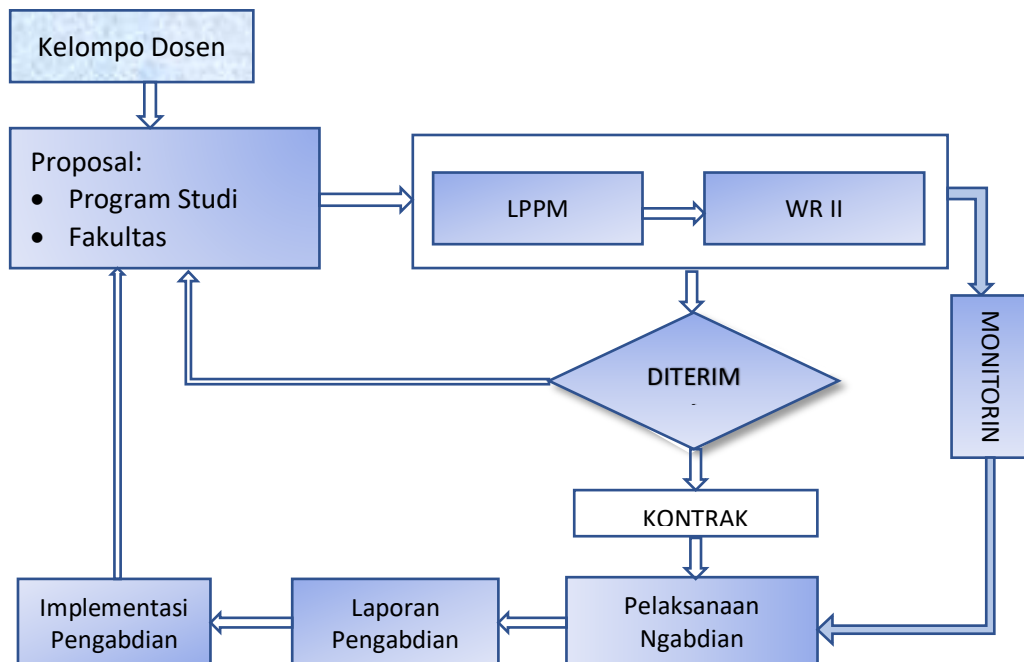 Kelompo Dosen
Proposal:
• Program Studi
• Fakultas
LPPM
WR II
MONITORIN
DITERIM
KONTRAK
Pelaksanaan
Ngabdian
Laporan
Pengabdian
Implementasi
Pengabdian